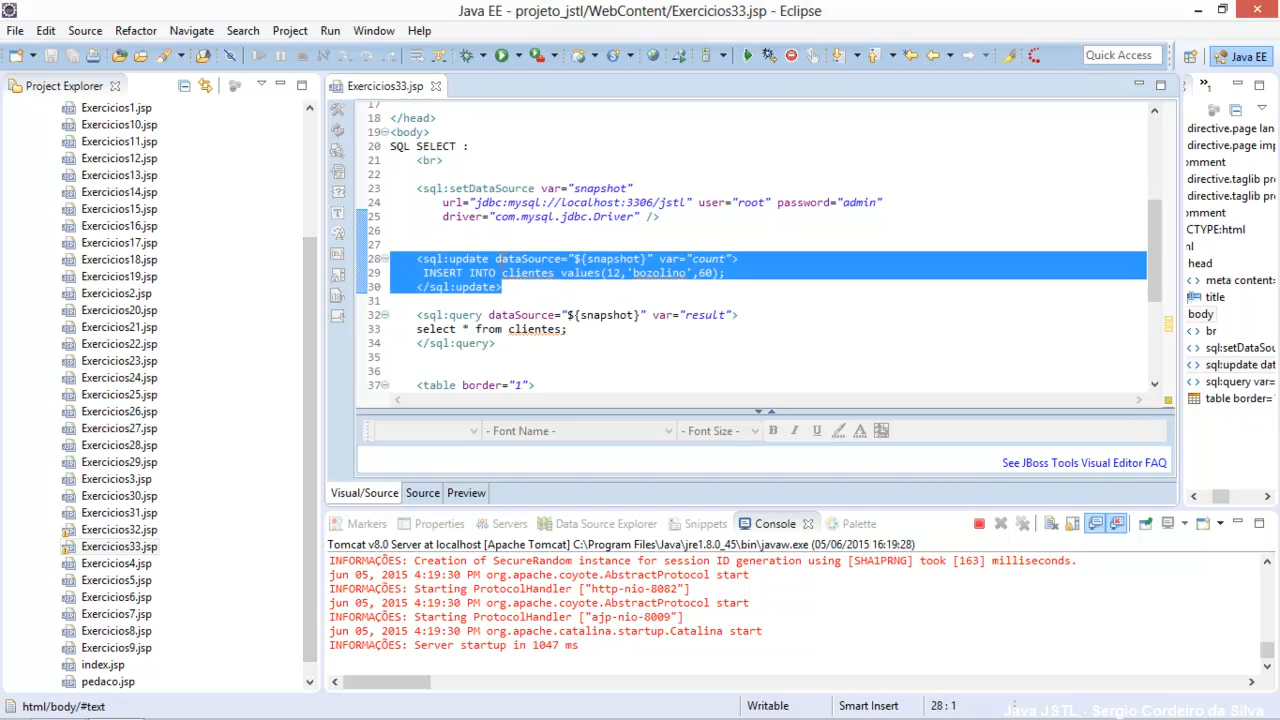 Java EE - projeto_jstl/WebContent/Exercicios33.jsp - Eclipse
File Edit Source Refactor Navigate Search Project Run Window Help
Quick Access
Java EE
Project Explorer
Exercicios1.jsp
Exercicios10.jsp
Exercicios11.jsp
Exercicios12.jsp
Exercicios13.jsp
Exercicios14.jsp
Exercicios15.jsp
Exercicios16.jsp
Exercicios17.jsp
Exercicios18.jsp
Exercicios19.jsp
Exercicios2.jsp
Exercicios20.jsp
Exercicios21.jsp
Exercicios22.jsp
Exercicios23.jsp
Exercicios24.jsp
Exercicios25.jsp
Exercicios26.jsp
Exercicios27.jsp
Exercicios28.jsp
Exercicios29.jsp
Exercicios3.jsp
Exercicios30.jsp
Exercicios31.jsp
Exercicios32.jsp
Exercicios33.jsp
Exercicios4.jsp
Exercicios5.jsp
Exercicios6.jsp
Exercicios7.jsp
Exercicios8.jsp
Exercicios9.jsp
index.jsp
pedaco.jsp
Exercicios33.jsp
17
18 </head>
19 <body>
20 SQL SELECT :
21 <br>
22
23 <sql:setDataSource var="snapshot"
24 url="jdbc:mysql://localhost:3306/jstl" user="root" password="admin"
25 driver="com.mysql.jdbc.Driver" />
26
27
28 <sql:update dataSource="${snapshot}" var="count">
29 INSERT INTO clientes values(12,'bozolino',60);
30 </sql:update>
31
32 <sql:query dataSource="${snapshot}" var="result">
33 select * from clientes;
34 </sql:query>
35
36
37 <table border="1">
- Font Name - - Font Size -
B I U A
See JBoss Tools Visual Editor FAQ
Visual/Source Source Preview
1
directive.page lan
directive.page imp
omment
directive.taglib pre
directive.taglib pre
omment
CTYPE:html
nl
head
meta content:
title
body
br
sql:setDataSou
sql:update dat
sql:query var=
table border="
Markers Properties Servers Data Source Explorer Snippets Console Palette
Tomcat v8.0 Server at localhost [Apache Tomcat] C:\Program Files\Java\jre1.8.0_45\bin\javaw.exe (05/06/2015 16:19:28)
INFORMAÇÕES: Creation of SecureRandom instance for session ID generation using [SHA1PRNG] took [163] milliseconds.
jun 05, 2015 4:19:30 PM org.apache.coyote.AbstractProtocol start
INFORMAÇÕES: Starting ProtocolHandler ["http-nio-8082"]
jun 05, 2015 4:19:30 PM org.apache.coyote.AbstractProtocol start
INFORMAÇÕES: Starting ProtocolHandler ["ajp-nio-8009"]
jun 05, 2015 4:19:30 PM org.apache.catalina.startup.Catalina start
INFORMAÇÕES: Server startup in 1047 ms
html/body/#text
Writable
Smart Insert
28 : 1
Java JSTL - Sergio Cordeiro da Silva